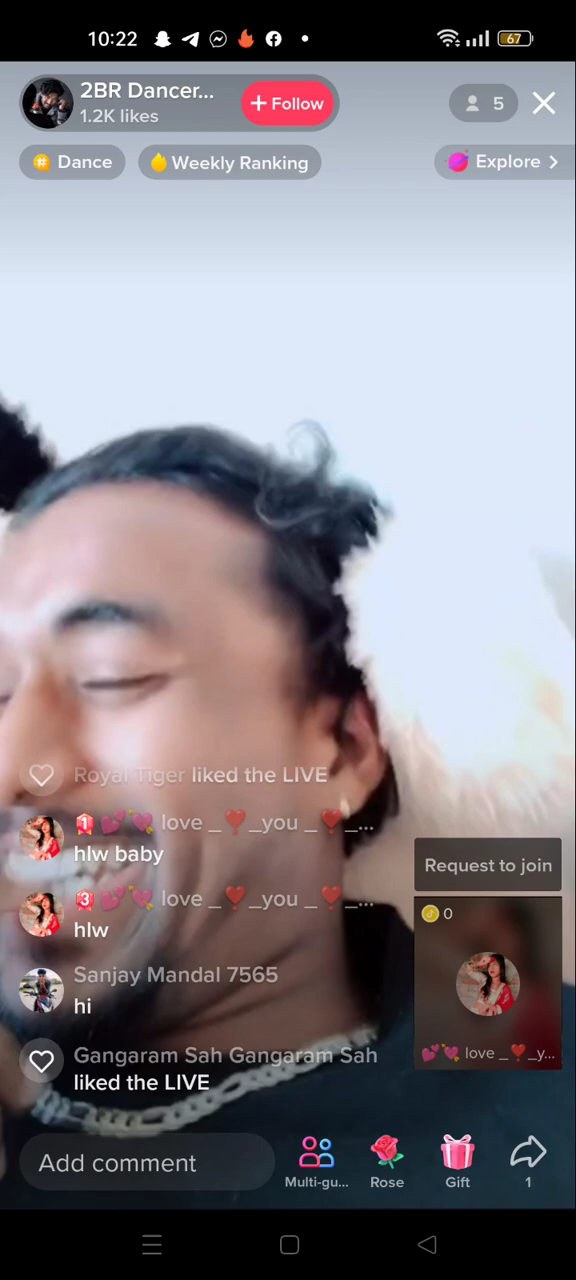 10:22
67
2BR Dancer...
1.2K likes
+ Follow
5
Dance
Weekly Ranking
Explore >
Royal Tiger liked the LIVE
1 💕💘 love _❣️_you _❣️_...
hlw baby
3 💕💘 love _❣️_you _❣️_...
hlw
Request to join
0
Sanjay Mandal 7565
hi
💕💘 love _❣️_y...
Gangaram Sah Gangaram Sah
liked the LIVE
Add comment
Multi-gu...
Rose
Gift
1